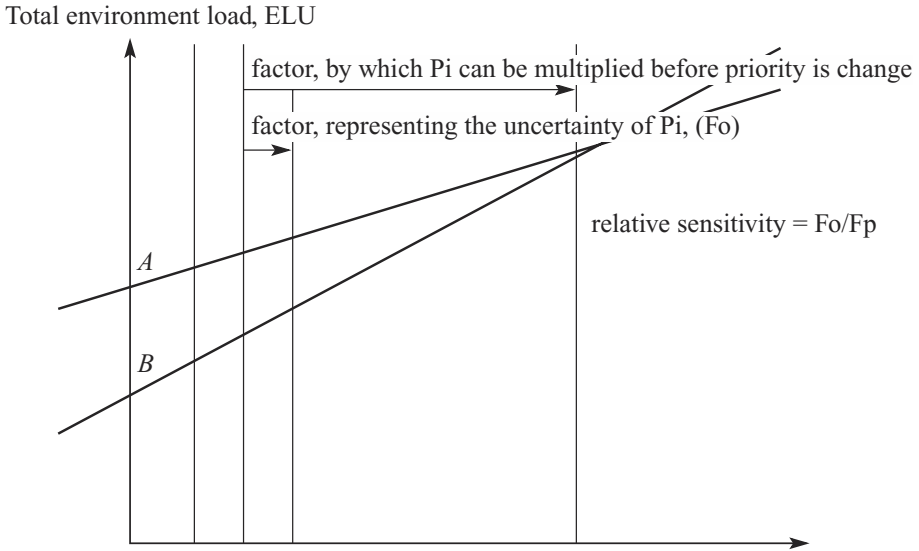 Total environment load, ELU
factor, by which Pi can be multiplied before priority is change
factor, representing the uncertainty of Pi, (Fo)
relative sensitivity = Fo/Fp
A
B